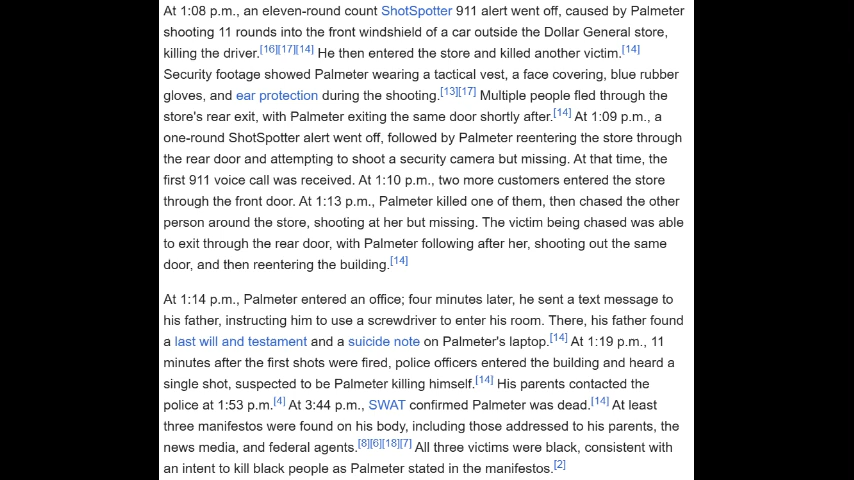 At 1:08 p.m., an eleven-round count ShotSpotter 911 alert went off, caused by Palmeter
shooting 11 rounds into the front windshield of a car outside the Dollar General store,
killing the driver.[16][17][14] He then entered the store and killed another victim.[14]
Security footage showed Palmeter wearing a tactical vest, a face covering, blue rubber
gloves, and ear protection during the shooting.[13][17] Multiple people fled through the
store's rear exit, with Palmeter exiting the same door shortly after.[14] At 1:09 p.m., a
one-round ShotSpotter alert went off, followed by Palmeter reentering the store through
the rear door and attempting to shoot a security camera but missing. At that time, the
first 911 voice call was received. At 1:10 p.m., two more customers entered the store
through the front door. At 1:13 p.m., Palmeter killed one of them, then chased the other
person around the store, shooting at her but missing. The victim being chased was able
to exit through the rear door, with Palmeter following after her, shooting out the same
door, and then reentering the building.[14]
At 1:14 p.m., Palmeter entered an office; four minutes later, he sent a text message to
his father, instructing him to use a screwdriver to enter his room. There, his father found
a last will and testament and a suicide note on Palmeter's laptop.[14] At 1:19 p.m., 11
minutes after the first shots were fired, police officers entered the building and heard a
single shot, suspected to be Palmeter killing himself.[14] His parents contacted the
police at 1:53 p.m.[4] At 3:44 p.m., SWAT confirmed Palmeter was dead.[14] At least
three manifestos were found on his body, including those addressed to his parents, the
news media, and federal agents.[8][6][18][7] All three victims were black, consistent with
an intent to kill black people as Palmeter stated in the manifestos.[2]